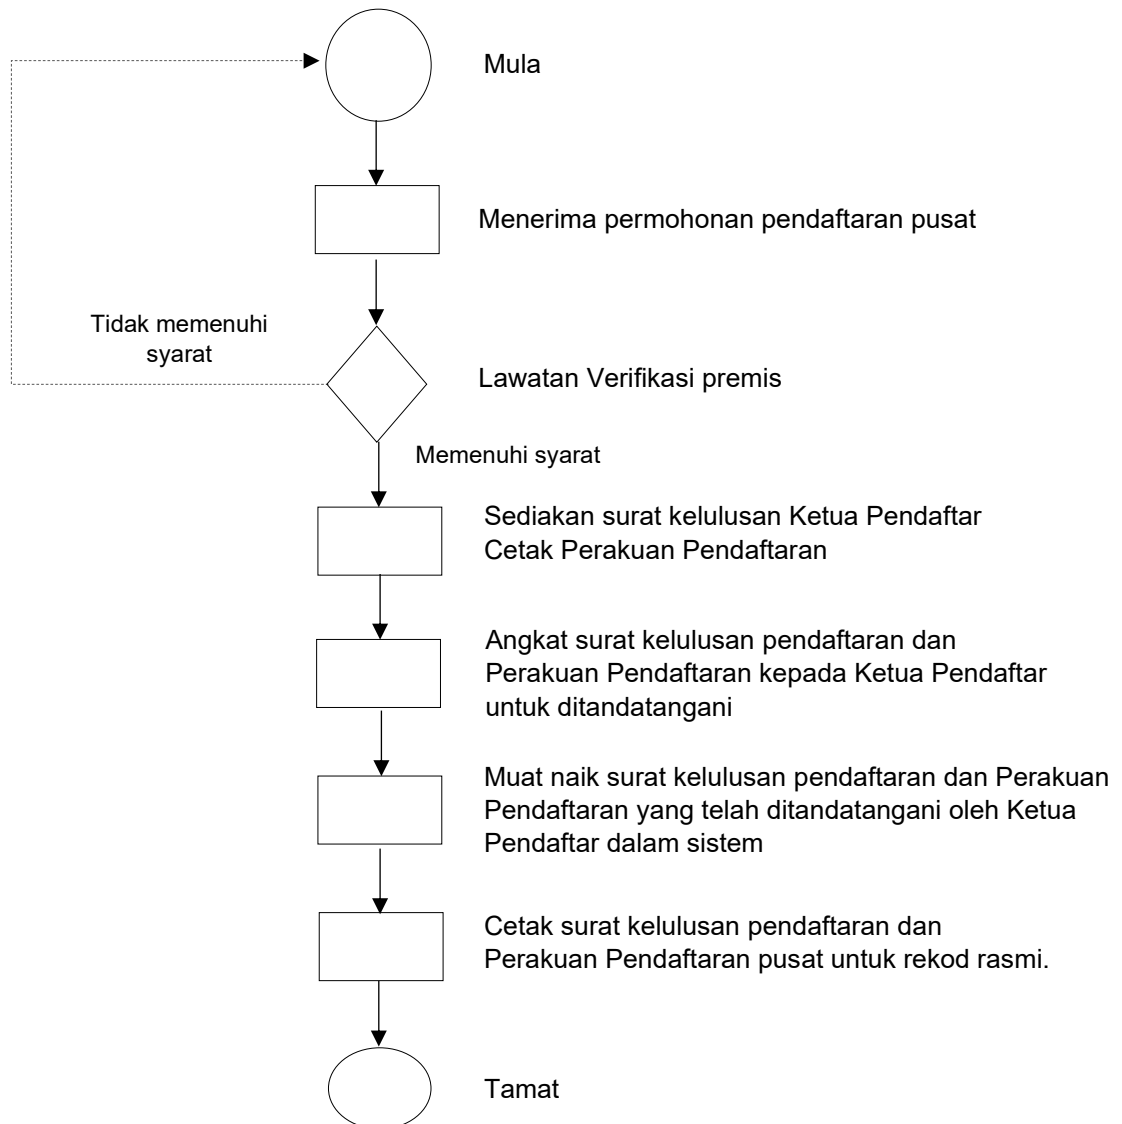 Mula
Menerima permohonan pendaftaran pusat
Tidak memenuhi
syarat
Lawatan Verifikasi premis
Memenuhi syarat
Sediakan surat kelulusan Ketua Pendaftar
Cetak Perakuan Pendaftaran
Angkat surat kelulusan pendaftaran dan
Perakuan Pendaftaran kepada Ketua Pendaftar
untuk ditandatangani
Muat naik surat kelulusan pendaftaran dan Perakuan
Pendaftaran yang telah ditandatangani oleh Ketua
Pendaftar dalam sistem
Cetak surat kelulusan pendaftaran dan
Perakuan Pendaftaran pusat untuk rekod rasmi.
Tamat